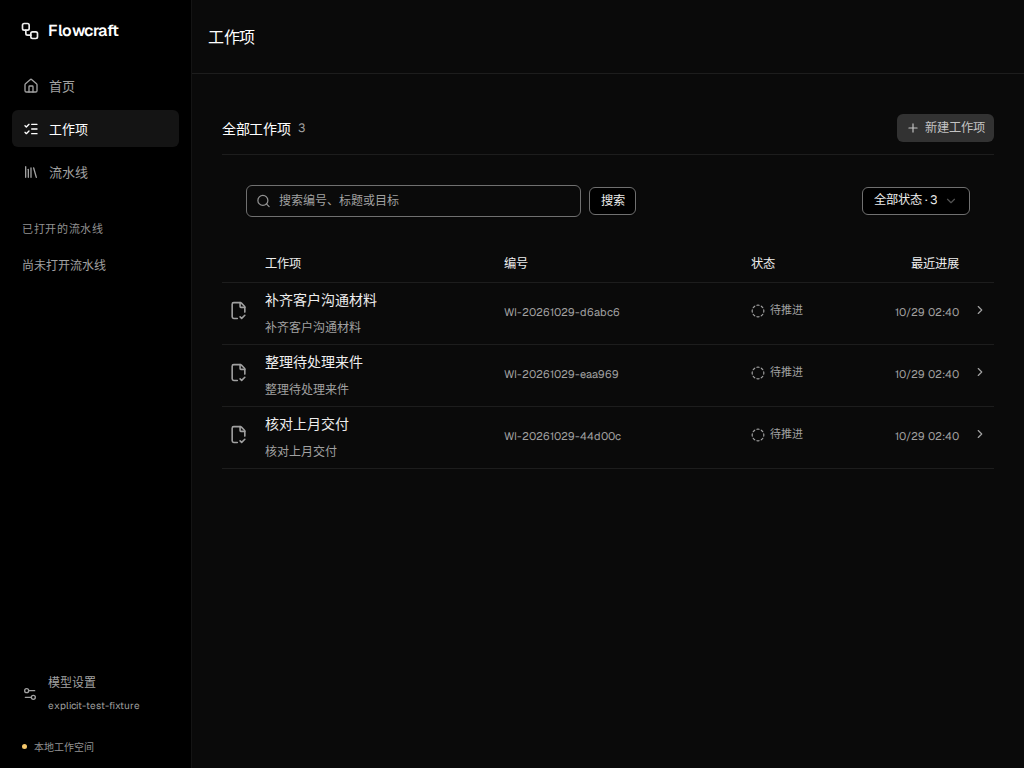 Flowcraft
首页
工作项
流水线
已打开的流水线
尚未打开流水线
模型设置
explicit-test-fixture
本地工作空间
工作项
全部工作项 3
新建工作项
搜索编号、标题或目标
搜索
全部状态 · 3
工作项 编号 状态 最近进展
补齐客户沟通材料
补齐客户沟通材料
WI-20261029-d6abc6 待推进 10/29 02:40
整理待处理来件
整理待处理来件
WI-20261029-eaa969 待推进 10/29 02:40
核对上月交付
核对上月交付
WI-20261029-44d00c 待推进 10/29 02:40